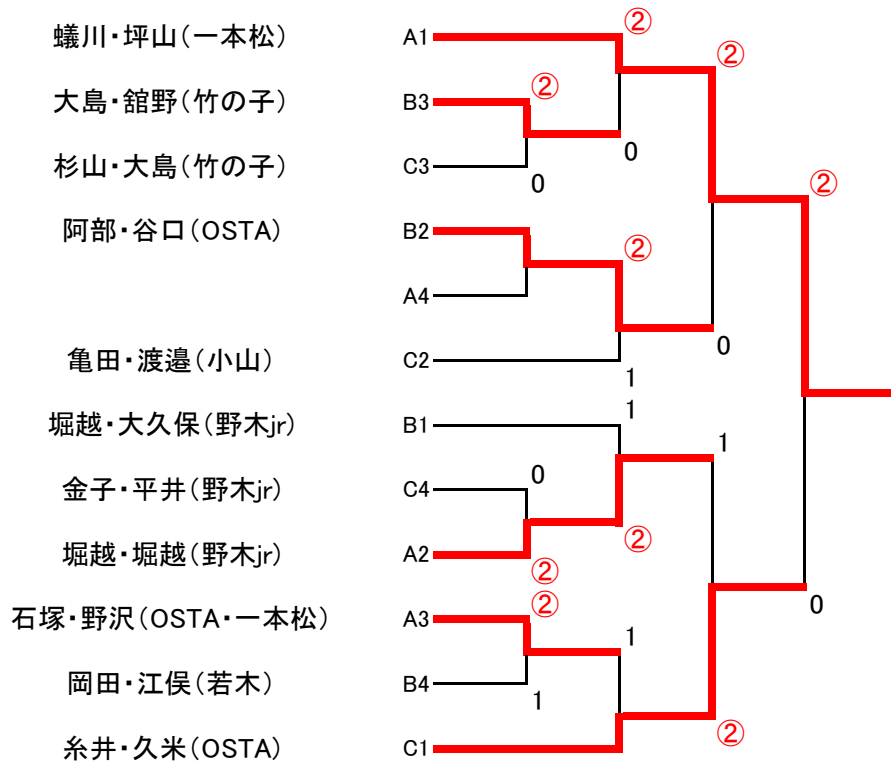 ②
蟻川・坪山(一本松) A1
②
②
大島・舘野(竹の子) B3
0
杉山・大島(竹の子) C3
0
②
阿部・谷口(OSTA) B2
②
A4
0
亀田・渡邉(小山) C2
1
1
堀越・大久保(野木jr) B1
1
0
金子・平井(野木jr) C4
②
堀越・堀越(野木jr) A2
②
②
石塚・野沢(OSTA・一本松) A3
1
0
岡田・江俣(若木) B4
1
②
糸井・久米(OSTA) C1